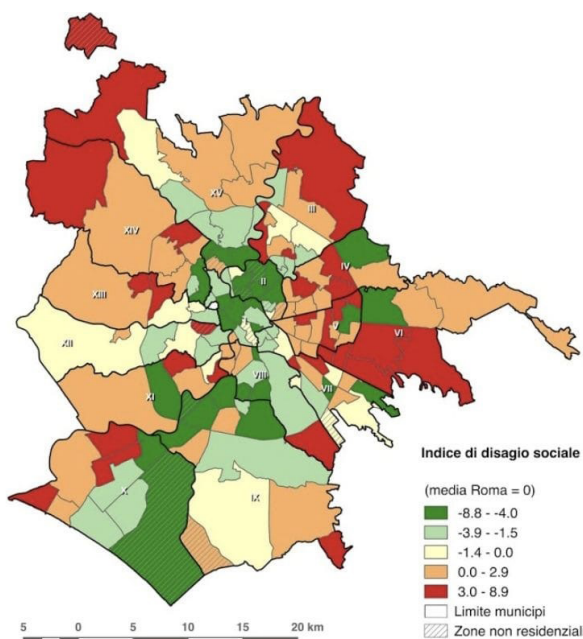 XV
III
XIV
IV
II
XIII
V
VI
XII
VIII
VII
XI
X
IX
Indice di disagio sociale
(media Roma = 0)
-8.8 - -4.0
-3.9 - -1.5
-1.4 - 0.0
0.0 - 2.9
3.0 - 8.9
Limite municipi
Zone non residenzial
5 0 5 10 15 20 km